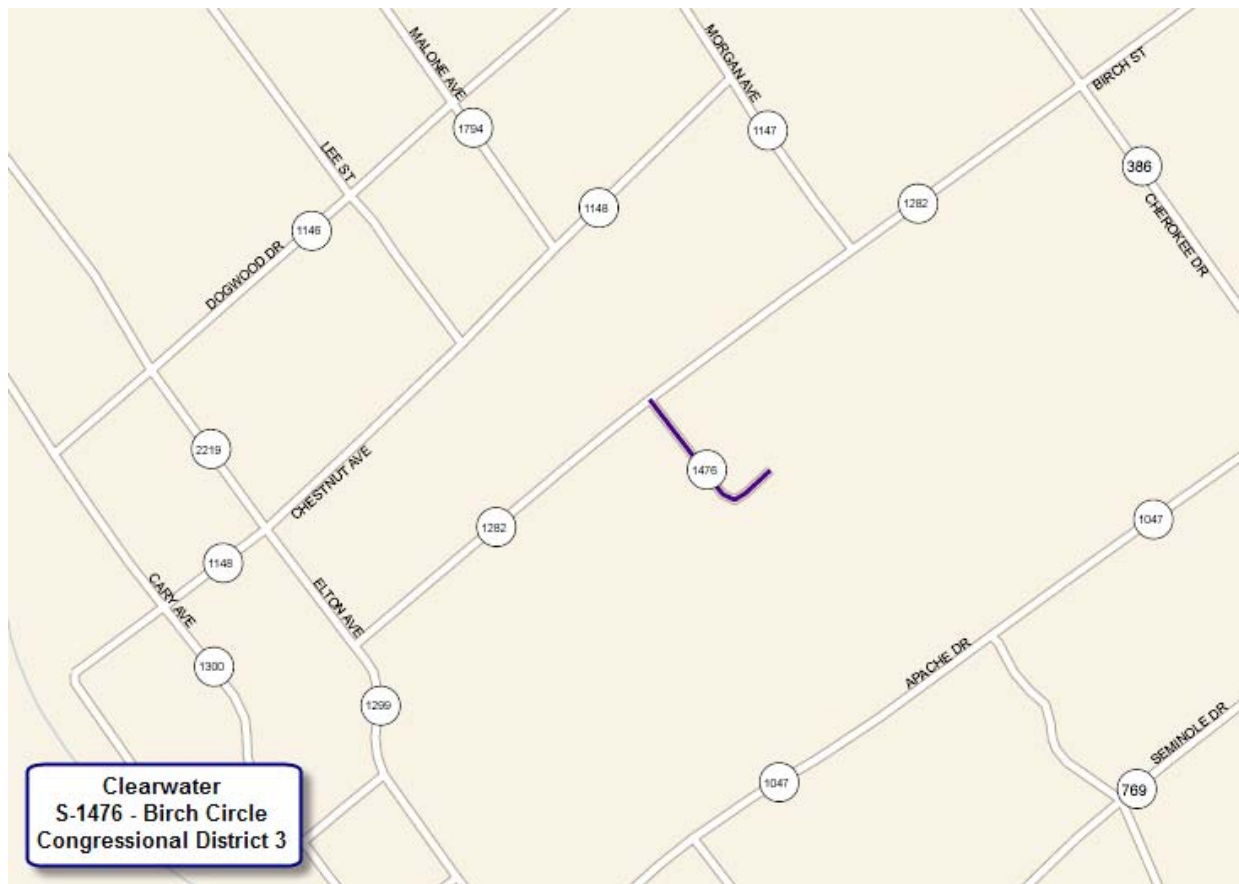 MALONE AVE
MORGAN AVE
BIRCH ST
1794
1147
LEE ST
386
1148
1282
CHEROKEE DR
1146
DOGWOOD DR
2219
1476
CHESTNUT AVE
1282
1047
1148
CARY AVE
ELTON AVE
1300
APACHE DR
1299
SEMINOLE DR
1047
769
Clearwater
S-1476 - Birch Circle
Congressional District 3